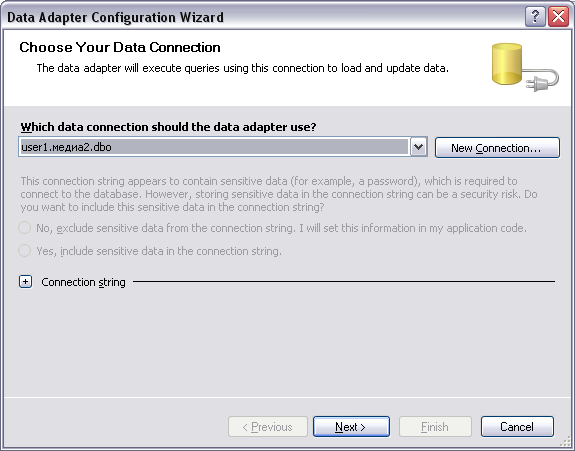 Data Adapter Configuration Wizard
Choose Your Data Connection
The data adapter will execute queries using this connection to load and update data.
Which data connection should the data adapter use?
user1.медиа2.dbo
New Connection...
This connection string appears to contain sensitive data (for example, a password), which is required to
connect to the database. However, storing sensitive data in the connection string can be a security risk. Do
you want to include this sensitive data in the connection string?
No, exclude sensitive data from the connection string. I will set this information in my application code.
Yes, include sensitive data in the connection string.
+ Connection string
< Previous
Next >
Finish
Cancel